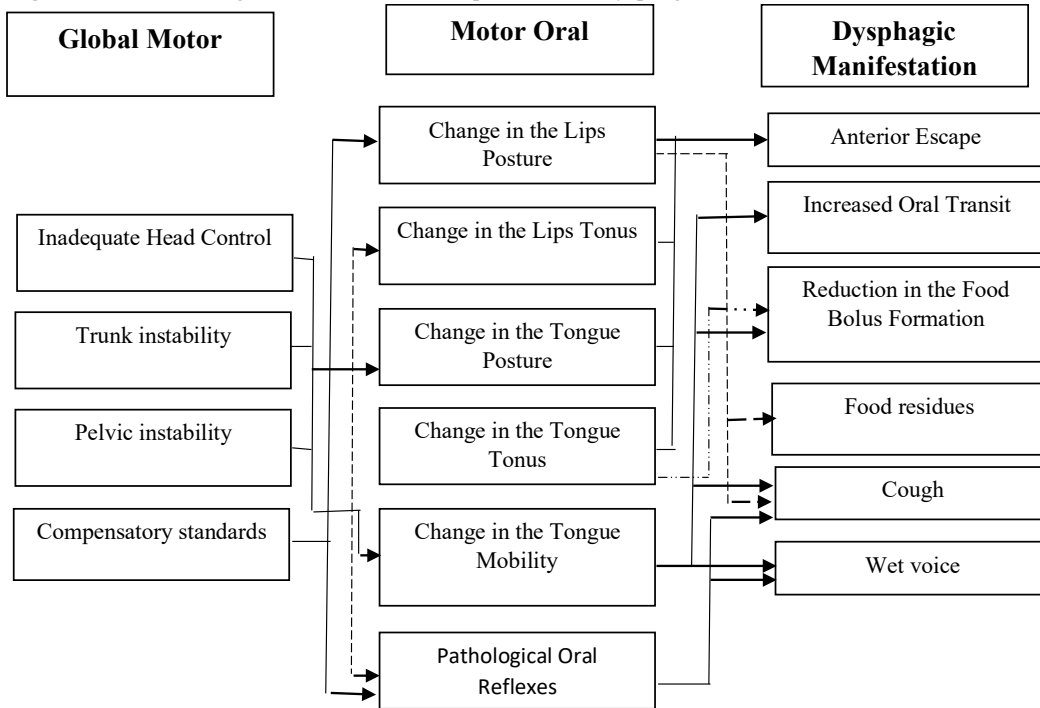 Global Motor
Motor Oral
Dysphagic
Manifestation
Inadequate Head Control
Trunk instability
Pelvic instability
Compensatory standards
Change in the Lips
Posture
Change in the Lips Tonus
Change in the Tongue
Posture
Change in the Tongue
Tonus
Change in the Tongue
Mobility
Pathological Oral
Reflexes
Anterior Escape
Increased Oral Transit
Reduction in the Food
Bolus Formation
Food residues
Cough
Wet voice